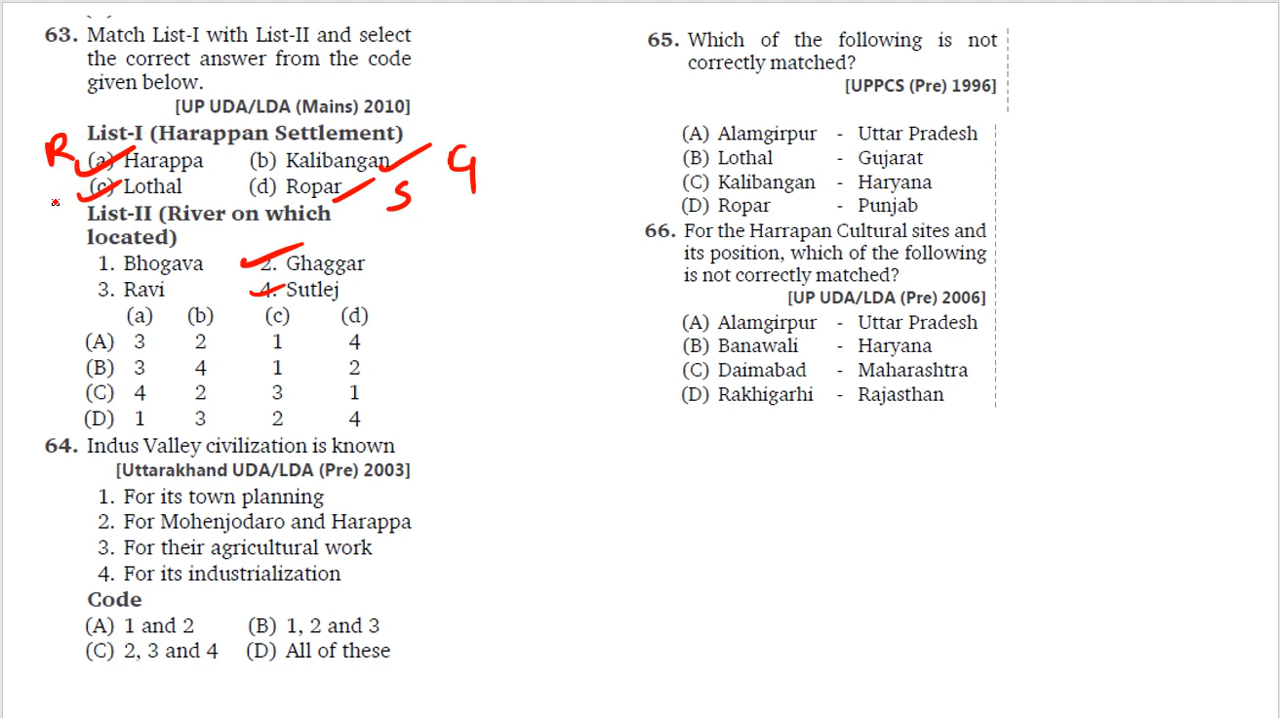 63. Match List-I with List-II and select
the correct answer from the code
given below.
[UP UDA/LDA (Mains) 2010]
List-I (Harappan Settlement)
R
(a) Harappa (b) Kalibangan
G
(c) Lothal (d) Ropar
S
List-II (River on which
located)
1. Bhogava 2. Ghaggar
3. Ravi 4. Sutlej
(a) (b) (c) (d)
(A) 3 2 1 4
(B) 3 4 1 2
(C) 4 2 3 1
(D) 1 3 2 4
64. Indus Valley civilization is known
[Uttarakhand UDA/LDA (Pre) 2003]
1. For its town planning
2. For Mohenjodaro and Harappa
3. For their agricultural work
4. For its industrialization
Code
(A) 1 and 2 (B) 1, 2 and 3
(C) 2, 3 and 4 (D) All of these
65. Which of the following is not
correctly matched?
[UPPCS (Pre) 1996]
(A) Alamgirpur - Uttar Pradesh
(B) Lothal - Gujarat
(C) Kalibangan - Haryana
(D) Ropar - Punjab
66. For the Harrapan Cultural sites and
its position, which of the following
is not correctly matched?
[UP UDA/LDA (Pre) 2006]
(A) Alamgirpur - Uttar Pradesh
(B) Banawali - Haryana
(C) Daimabad - Maharashtra
(D) Rakhigarhi - Rajasthan